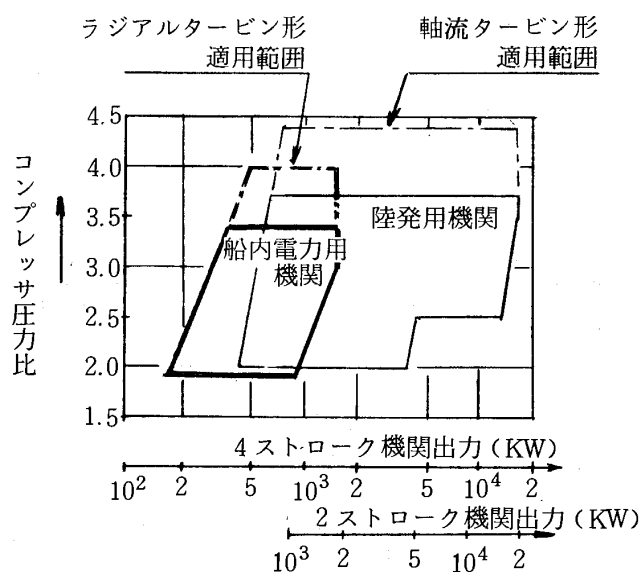 ラジアルタービン形
適用範囲
軸流タービン形
適用範囲
コンプレッサ圧力比
4.5
4.0
3.5
3.0
2.5
2.0
1.5
陸発用機関
船内電力用
機関
4ストローク機関出力(KW)
10² 2 5 10³ 2 5 10⁴ 2
2ストローク機関出力(KW)
10³ 2 5 10⁴ 2